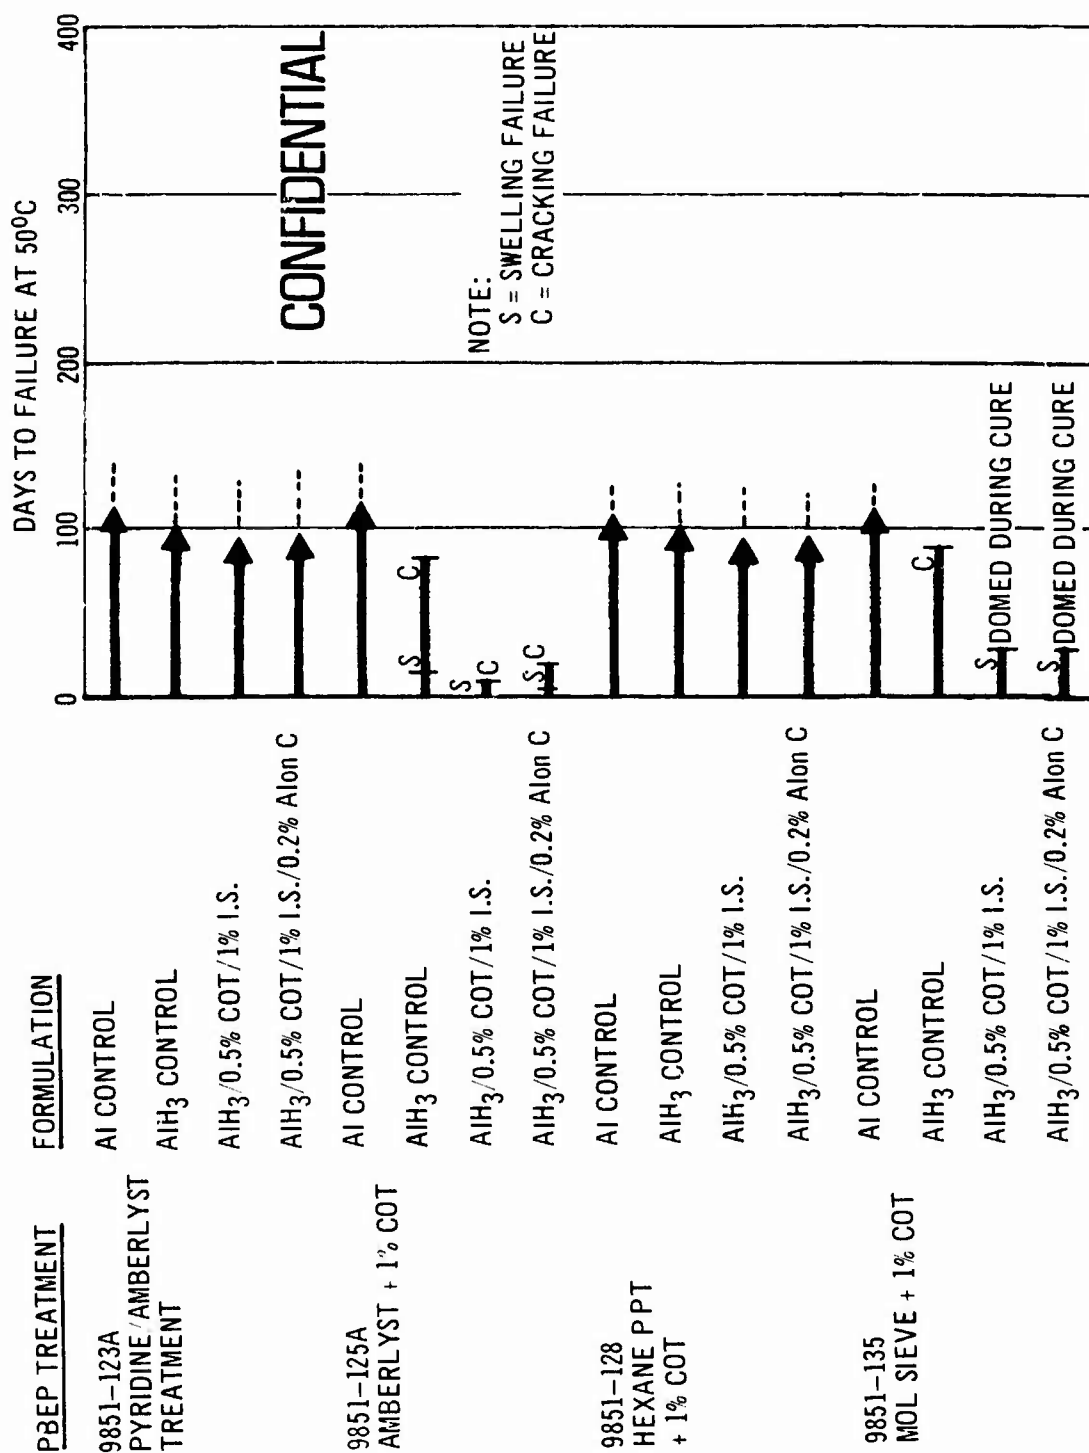 DAYS TO FAILURE AT 50°C
0 100 200 300 400
PBEP TREATMENT
FORMULATION
9851-123A
PYRIDINE/AMBERLYST
TREATMENT
Al CONTROL
AlH3 CONTROL
AlH3/0.5% COT/1% I.S.
AlH3/0.5% COT/1% I.S./0.2% Alon C
9851-125A
AMBERLYST + 1% COT
Al CONTROL
AlH3 CONTROL
S C
AlH3/0.5% COT/1% I.S.
S C
AlH3/0.5% COT/1% I.S./0.2% Alon C
S C
9851-128
HEXANE PPT
+ 1% COT
Al CONTROL
AlH3 CONTROL
AlH3/0.5% COT/1% I.S.
AlH3/0.5% COT/1% I.S./0.2% Alon C
9851-135
MOL SIEVE + 1% COT
Al CONTROL
AlH3 CONTROL
C
AlH3/0.5% COT/1% I.S.
S DOMED DURING CURE
AlH3/0.5% COT/1% I.S./0.2% Alon C
S DOMED DURING CURE
CONFIDENTIAL
NOTE:
S = SWELLING FAILURE
C = CRACKING FAILURE